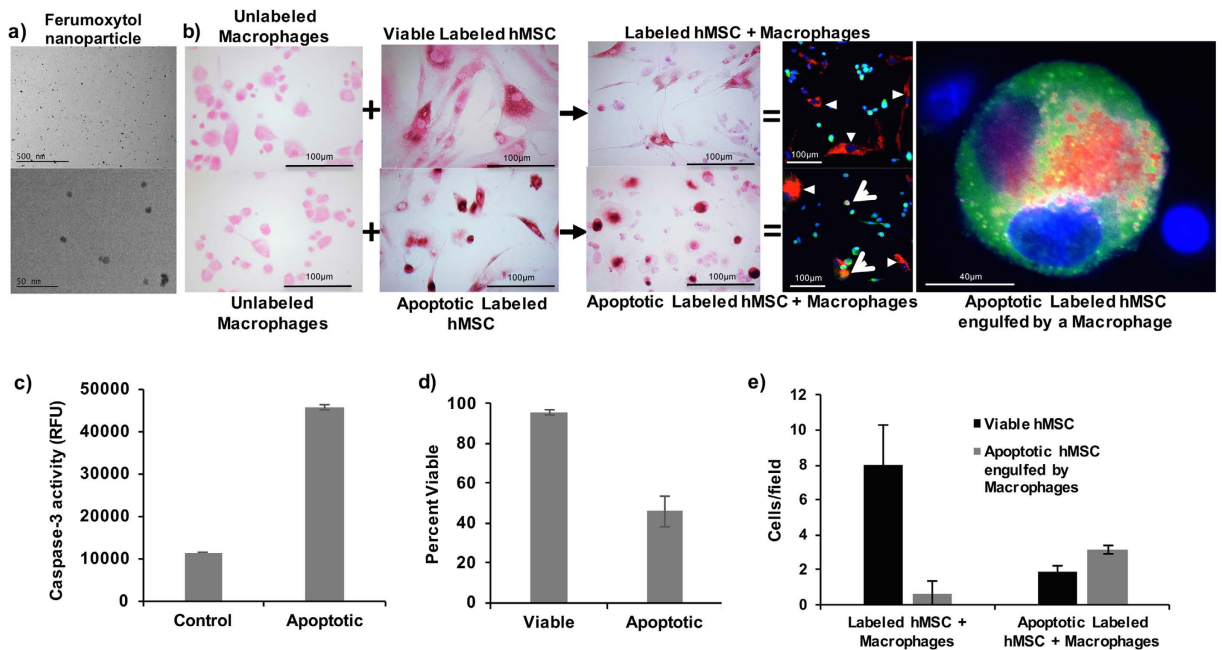 a)
Ferumoxytol
nanoparticle
500 nm
50 nm
b)
Unlabeled
Macrophages
100μm
+
Viable Labeled hMSC
100μm
Labeled hMSC + Macrophages
100μm
=
100μm
100μm
Unlabeled
Macrophages
+
100μm
Apoptotic Labeled
hMSC
100μm
Apoptotic Labeled hMSC + Macrophages
=
100μm
40μm
Apoptotic Labeled hMSC
engulfed by a Macrophage
c)
Caspase-3 activity (RFU)
50000
40000
30000
20000
10000
0
Control
Apoptotic
d)
Percent Viable
100
80
60
40
20
0
Viable
Apoptotic
e)
Cells/field
12
10
8
6
4
2
0
Viable hMSC
Apoptotic hMSC
engulfed by
Macrophages
Labeled hMSC +
Macrophages
Apoptotic Labeled
hMSC + Macrophages